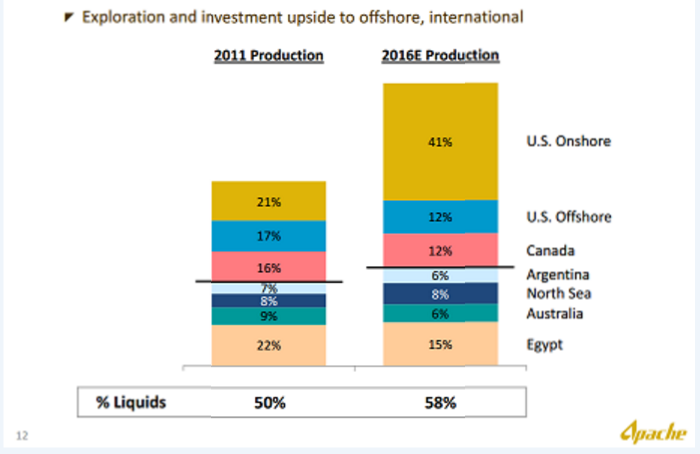 Exploration and investment upside to offshore, international
2011 Production 2016E Production
41% U.S. Onshore
21%
12% U.S. Offshore
17%
12% Canada
16%
6% Argentina
7%
8% 8% North Sea
9% 6% Australia
22% 15% Egypt
% Liquids 50% 58%
12 Apache